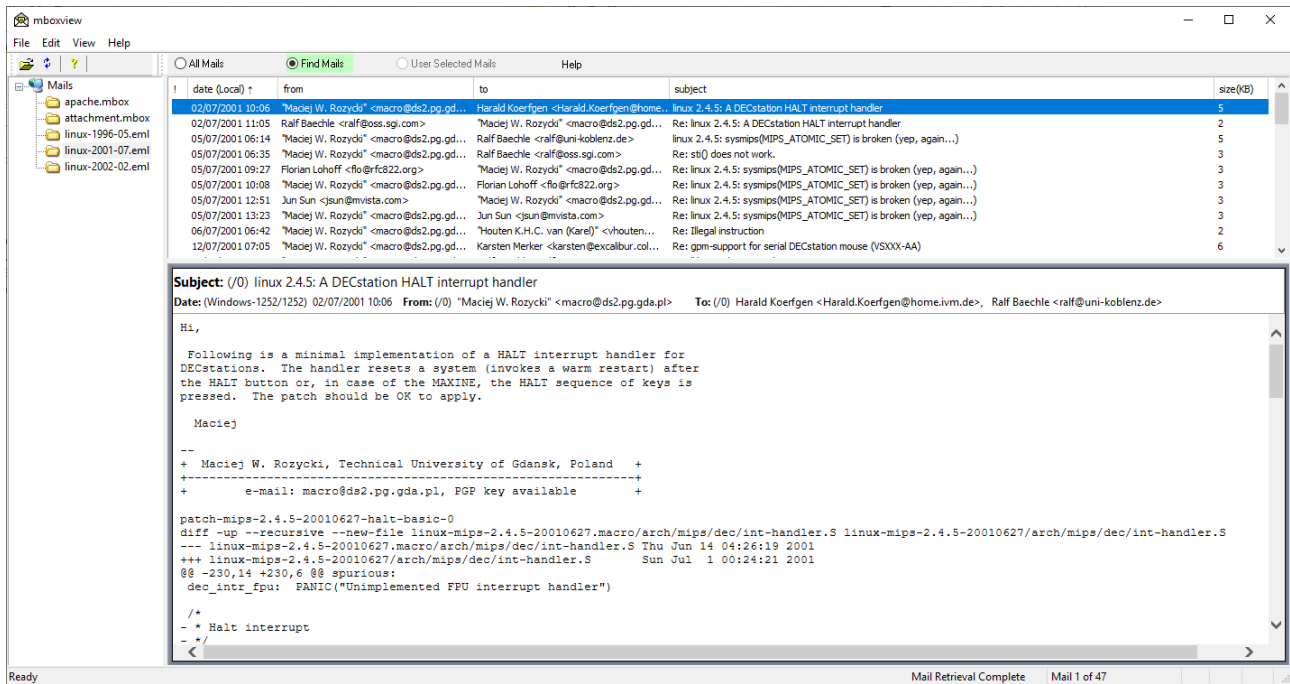 mboxview
File Edit View Help
All Mails Find Mails User Selected Mails Help
Mails
apache.mbox
attachment.mbox
linux-1996-05.eml
linux-2001-07.eml
linux-2002-02.eml
! date (Local) ↑ from to subject size(KB)
02/07/2001 10:06 "Maciej W. Rozycki" <macro@ds2.pg.gd... Harald Koerfgen <Harald.Koerfgen@home.. linux 2.4.5: A DECstation HALT interrupt handler 5
02/07/2001 11:05 Ralf Baechle <ralf@oss.sgi.com> "Maciej W. Rozycki" <macro@ds2.pg.gd... Re: linux 2.4.5: A DECstation HALT interrupt handler 2
05/07/2001 06:14 "Maciej W. Rozycki" <macro@ds2.pg.gd... Ralf Baechle <ralf@uni-koblenz.de> linux 2.4.5: sysmips(MIPS_ATOMIC_SET) is broken (yep, again...) 5
05/07/2001 06:35 "Maciej W. Rozycki" <macro@ds2.pg.gd... Ralf Baechle <ralf@oss.sgi.com> Re: sti() does not work. 3
05/07/2001 09:27 Florian Lohoff <flo@rfc822.org> "Maciej W. Rozycki" <macro@ds2.pg.gd... Re: linux 2.4.5: sysmips(MIPS_ATOMIC_SET) is broken (yep, again...) 3
05/07/2001 10:08 "Maciej W. Rozycki" <macro@ds2.pg.gd... Florian Lohoff <flo@rfc822.org> Re: linux 2.4.5: sysmips(MIPS_ATOMIC_SET) is broken (yep, again...) 3
05/07/2001 12:51 Jun Sun <jsun@mvista.com> "Maciej W. Rozycki" <macro@ds2.pg.gd... Re: linux 2.4.5: sysmips(MIPS_ATOMIC_SET) is broken (yep, again...) 3
05/07/2001 13:23 "Maciej W. Rozycki" <macro@ds2.pg.gd... Jun Sun <jsun@mvista.com> Re: linux 2.4.5: sysmips(MIPS_ATOMIC_SET) is broken (yep, again...) 3
06/07/2001 06:42 "Maciej W. Rozycki" <macro@ds2.pg.gd... "Houten K.H.C. van (Karel)" <vhouten... Re: Illegal instruction 2
12/07/2001 07:05 "Maciej W. Rozycki" <macro@ds2.pg.gd... Karsten Merker <karsten@excalibur.col... Re: gpm-support for serial DECstation mouse (VSXXX-AA) 6
Subject: (/0) linux 2.4.5: A DECstation HALT interrupt handler
Date: (Windows-1252/1252) 02/07/2001 10:06 From: (/0) "Maciej W. Rozycki" <macro@ds2.pg.gda.pl> To: (/0) Harald Koerfgen <Harald.Koerfgen@home.ivm.de>, Ralf Baechle <ralf@uni-koblenz.de>
Hi,
Following is a minimal implementation of a HALT interrupt handler for
DECstations. The handler resets a system (invokes a warm restart) after
the HALT button or, in case of the MAXINE, the HALT sequence of keys is
pressed. The patch should be OK to apply.
Maciej
--
+ Maciej W. Rozycki, Technical University of Gdansk, Poland +
+--------------------------------------------------------------+
+ e-mail: macro@ds2.pg.gda.pl, PGP key available +
patch-mips-2.4.5-20010627-halt-basic-0
diff -up --recursive --new-file linux-mips-2.4.5-20010627.macro/arch/mips/dec/int-handler.S linux-mips-2.4.5-20010627/arch/mips/dec/int-handler.S
--- linux-mips-2.4.5-20010627.macro/arch/mips/dec/int-handler.S Thu Jun 14 04:26:19 2001
+++ linux-mips-2.4.5-20010627/arch/mips/dec/int-handler.S Sun Jul 1 00:24:21 2001
@@ -230,14 +230,6 @@ spurious:
dec_intr_fpu: PANIC("Unimplemented FPU interrupt handler")
/*
- * Halt interrupt
- */
Ready Mail Retrieval Complete Mail 1 of 47